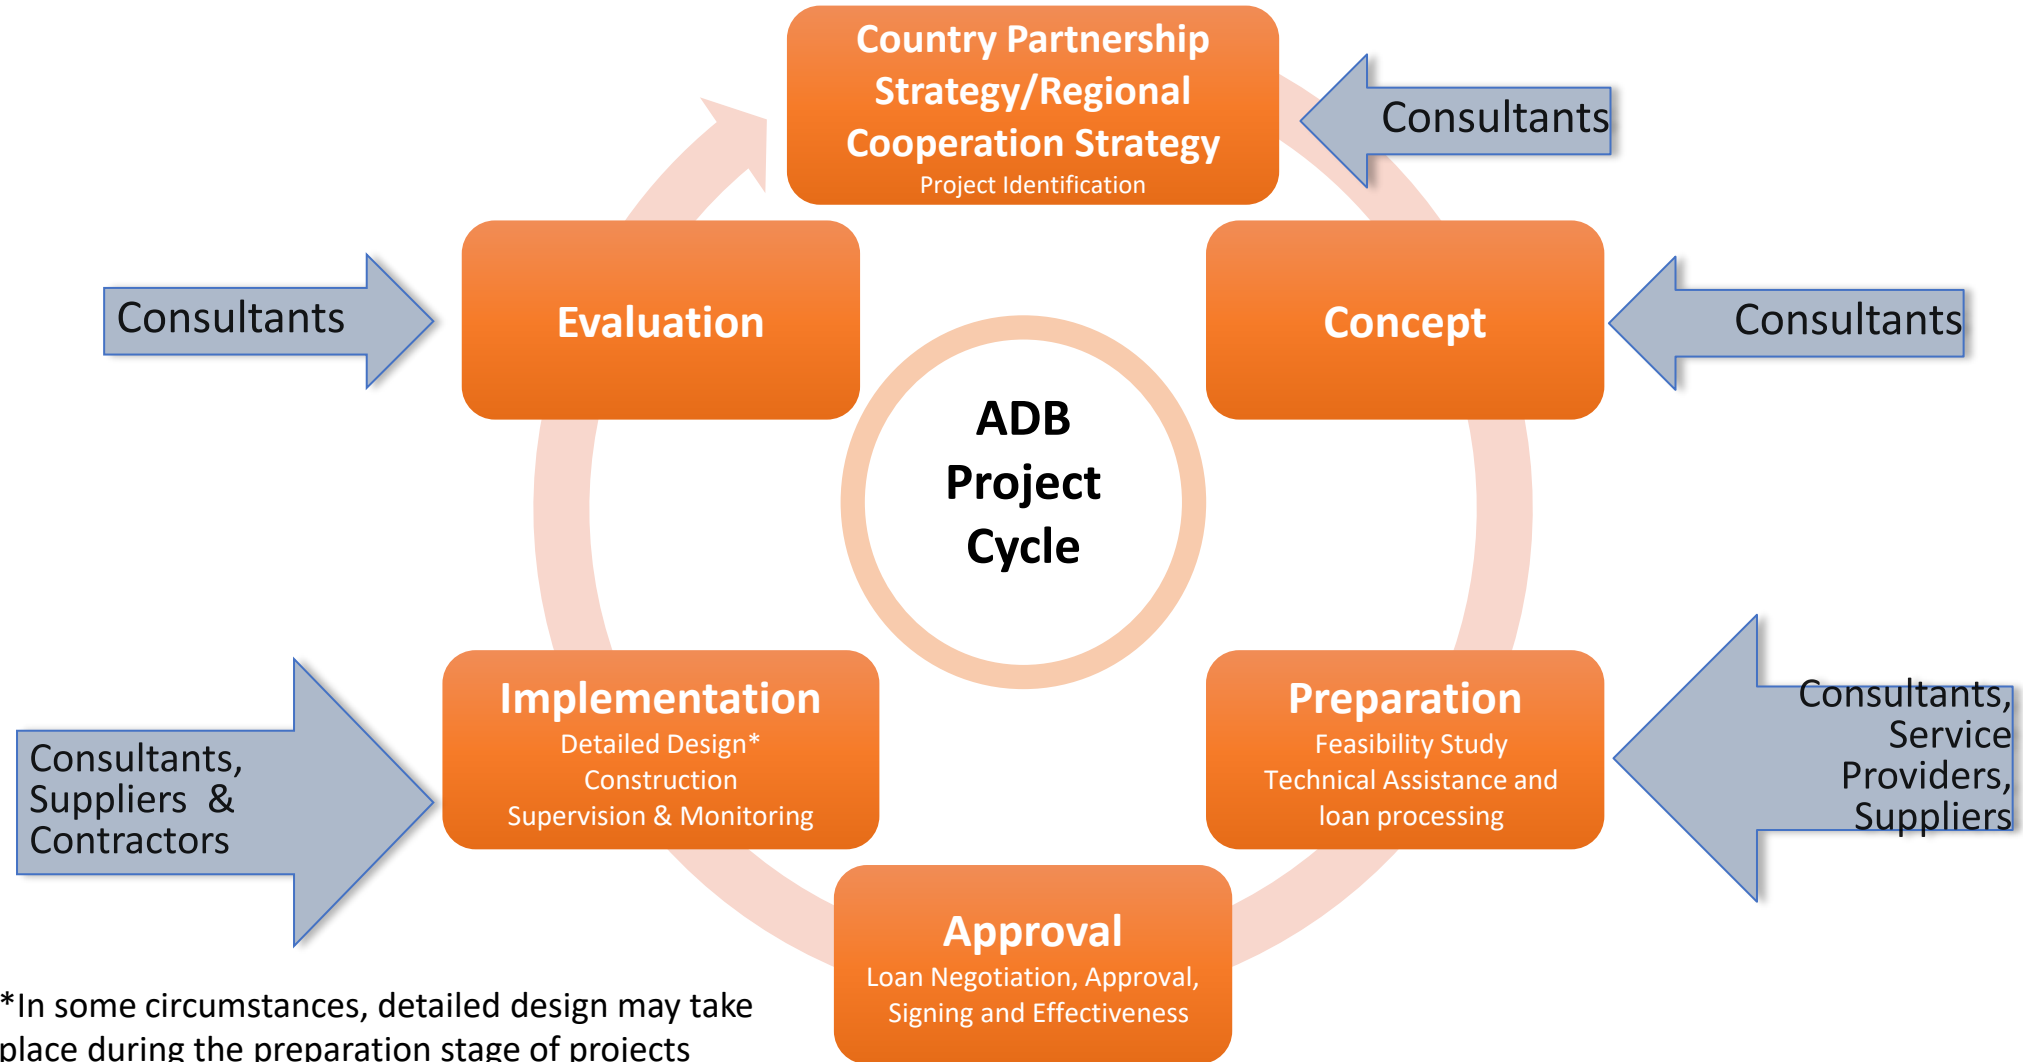 Country Partnership
Strategy/Regional
Cooperation Strategy
Project Identification
Consultants
Concept
Consultants
Preparation
Feasibility Study
Technical Assistance and
loan processing
Consultants,
Service
Providers,
Suppliers
Approval
Loan Negotiation, Approval,
Signing and Effectiveness
Implementation
Detailed Design*
Construction
Supervision & Monitoring
Consultants,
Suppliers & 
Contractors
Evaluation
Consultants
ADB
Project
Cycle
*In some circumstances, detailed design may take
place during the preparation stage of projects